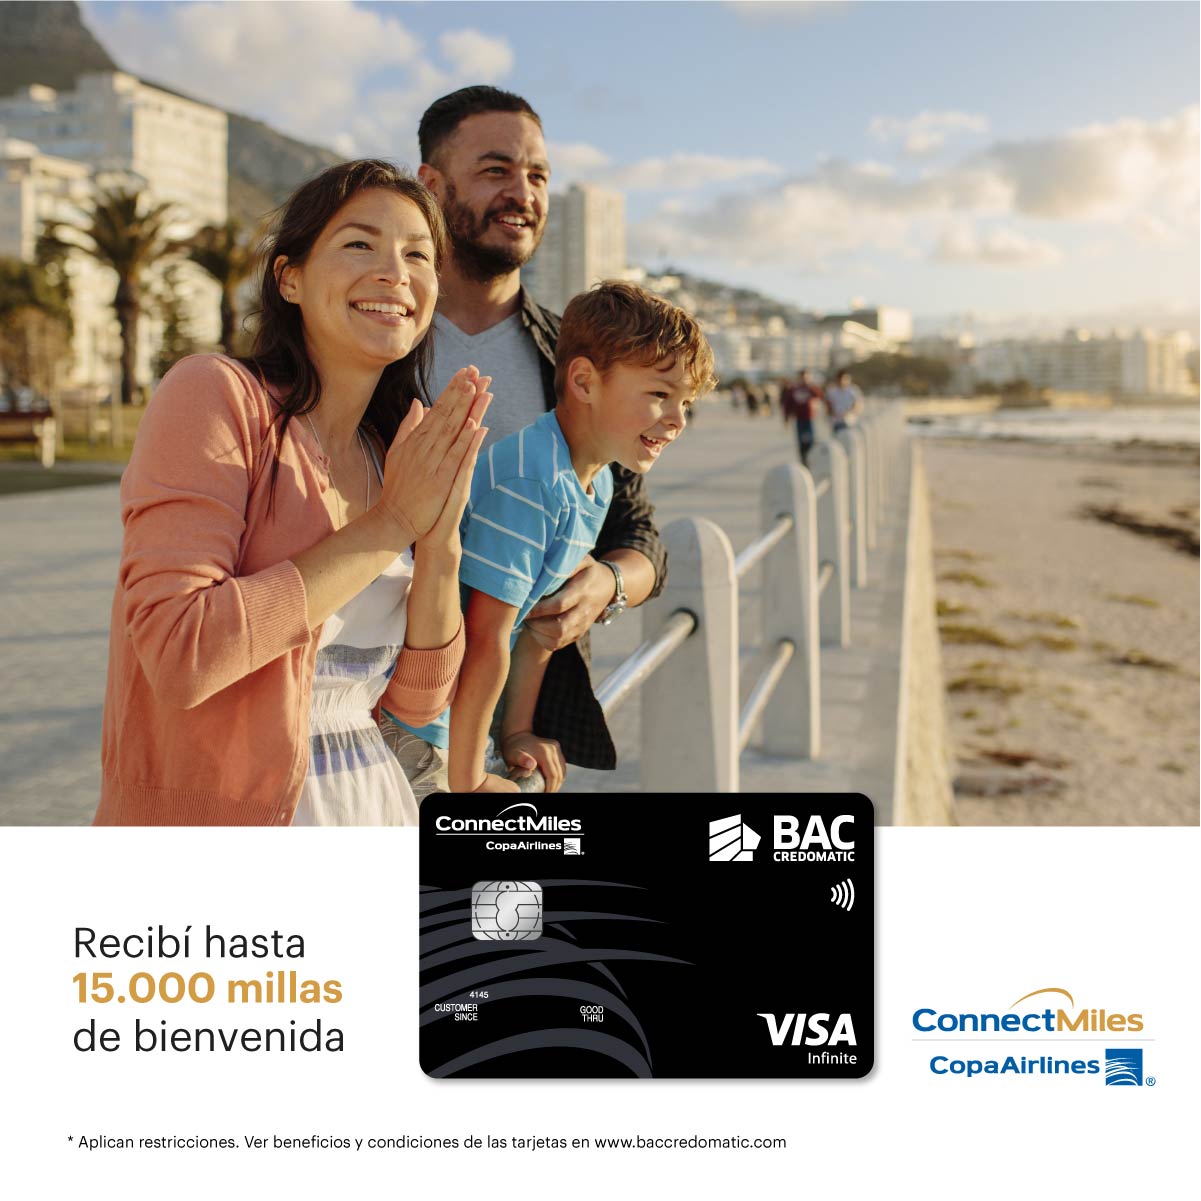 ConnectMiles
CopaAirlines
BAC
CREDOMATIC
4145
CUSTOMER
SINCE
GOOD
THRU
VISA
Infinite
Recibí hasta
15.000 millas
de bienvenida
ConnectMiles
CopaAirlines ®
* Aplican restricciones. Ver beneficios y condiciones de las tarjetas en www.baccredomatic.com